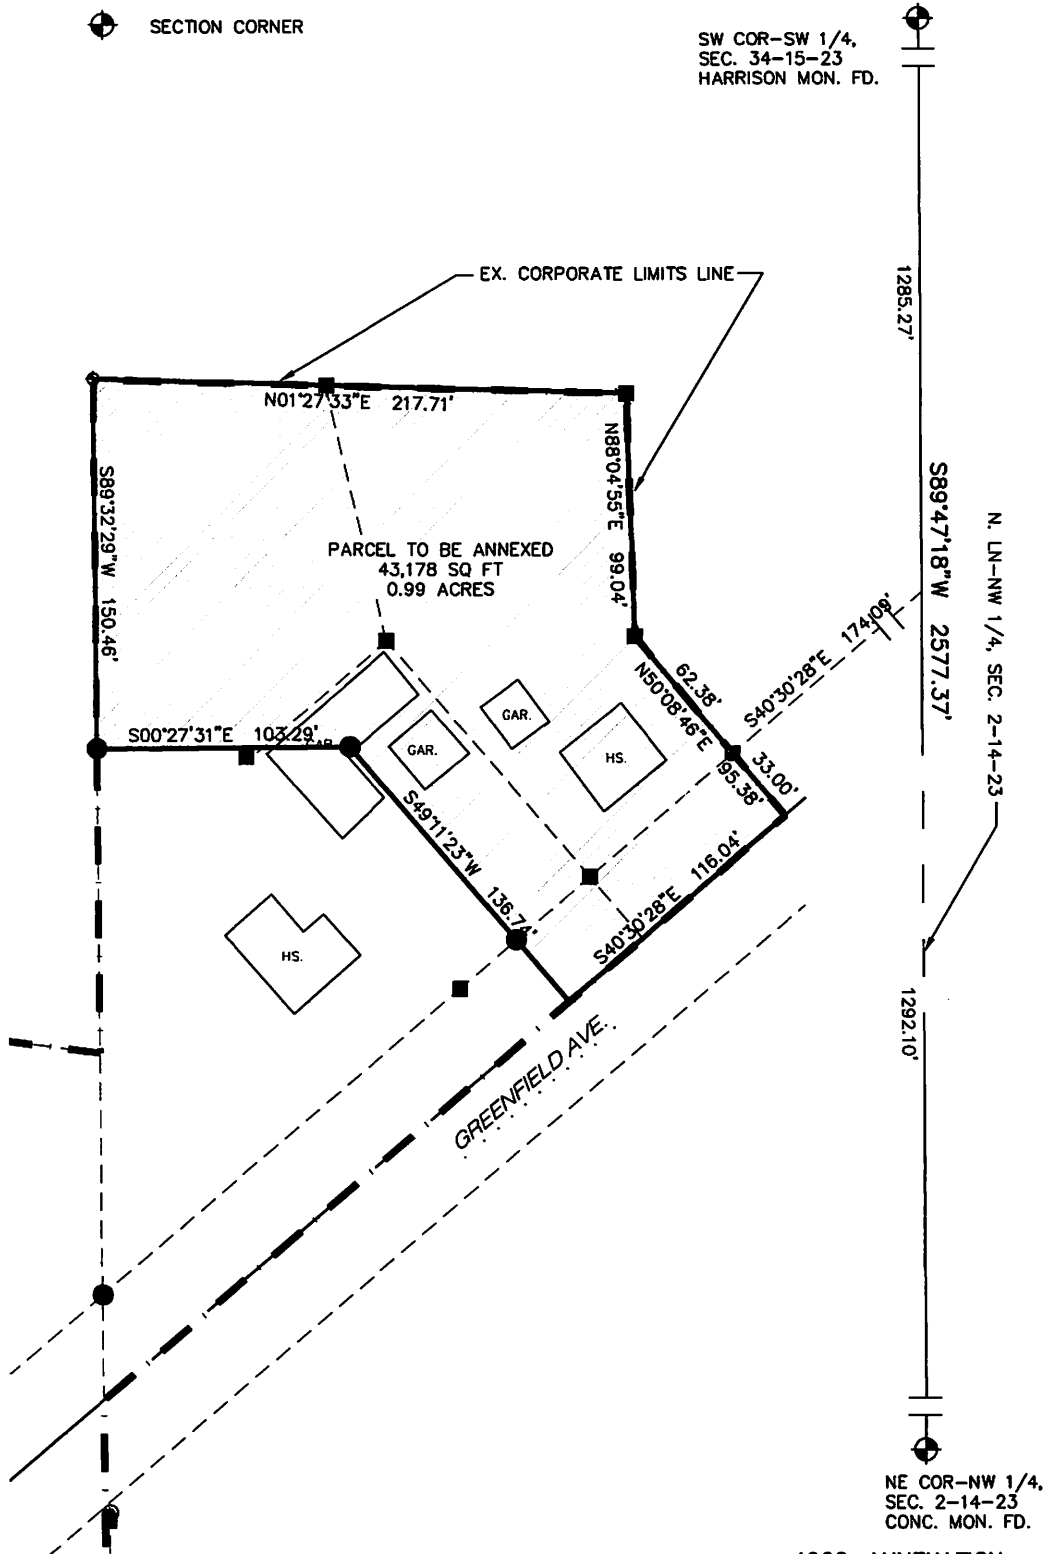 SECTION CORNER
SW COR-SW 1/4,
SEC. 34-15-23
HARRISON MON. FD.
1285.27'
EX. CORPORATE LIMITS LINE
N01°27'33"E 217.71'
N88°04'55"E 99.04'
S89°32'29"W 150.46'
PARCEL TO BE ANNEXED
43,178 SQ FT
0.99 ACRES
S89°47'18"W 2577.37'
N. LN-NW 1/4, SEC. 2-14-23
174.09'
S40°30'28"E
62.38'
N50°08'46"E
95.38'
33.00'
S00°27'31"E 103.29'
GAR.
GAR.
HS.
S49°11'23"W 136.74'
S40°30'28"E 116.04'
HS.
GREENFIELD AVE.
1292.10'
NE COR-NW 1/4,
SEC. 2-14-23
CONC. MON. FD.